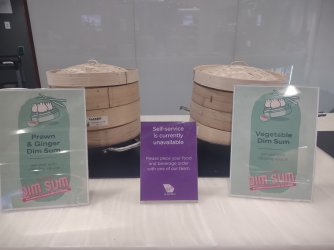 Prawn
& Ginger
Dim Sum
DIM SUM
Self-service
is currently
unavailable
Please place your food
and beverage order
with one of our team.
Vegetable
Dim Sum
DIM SUM